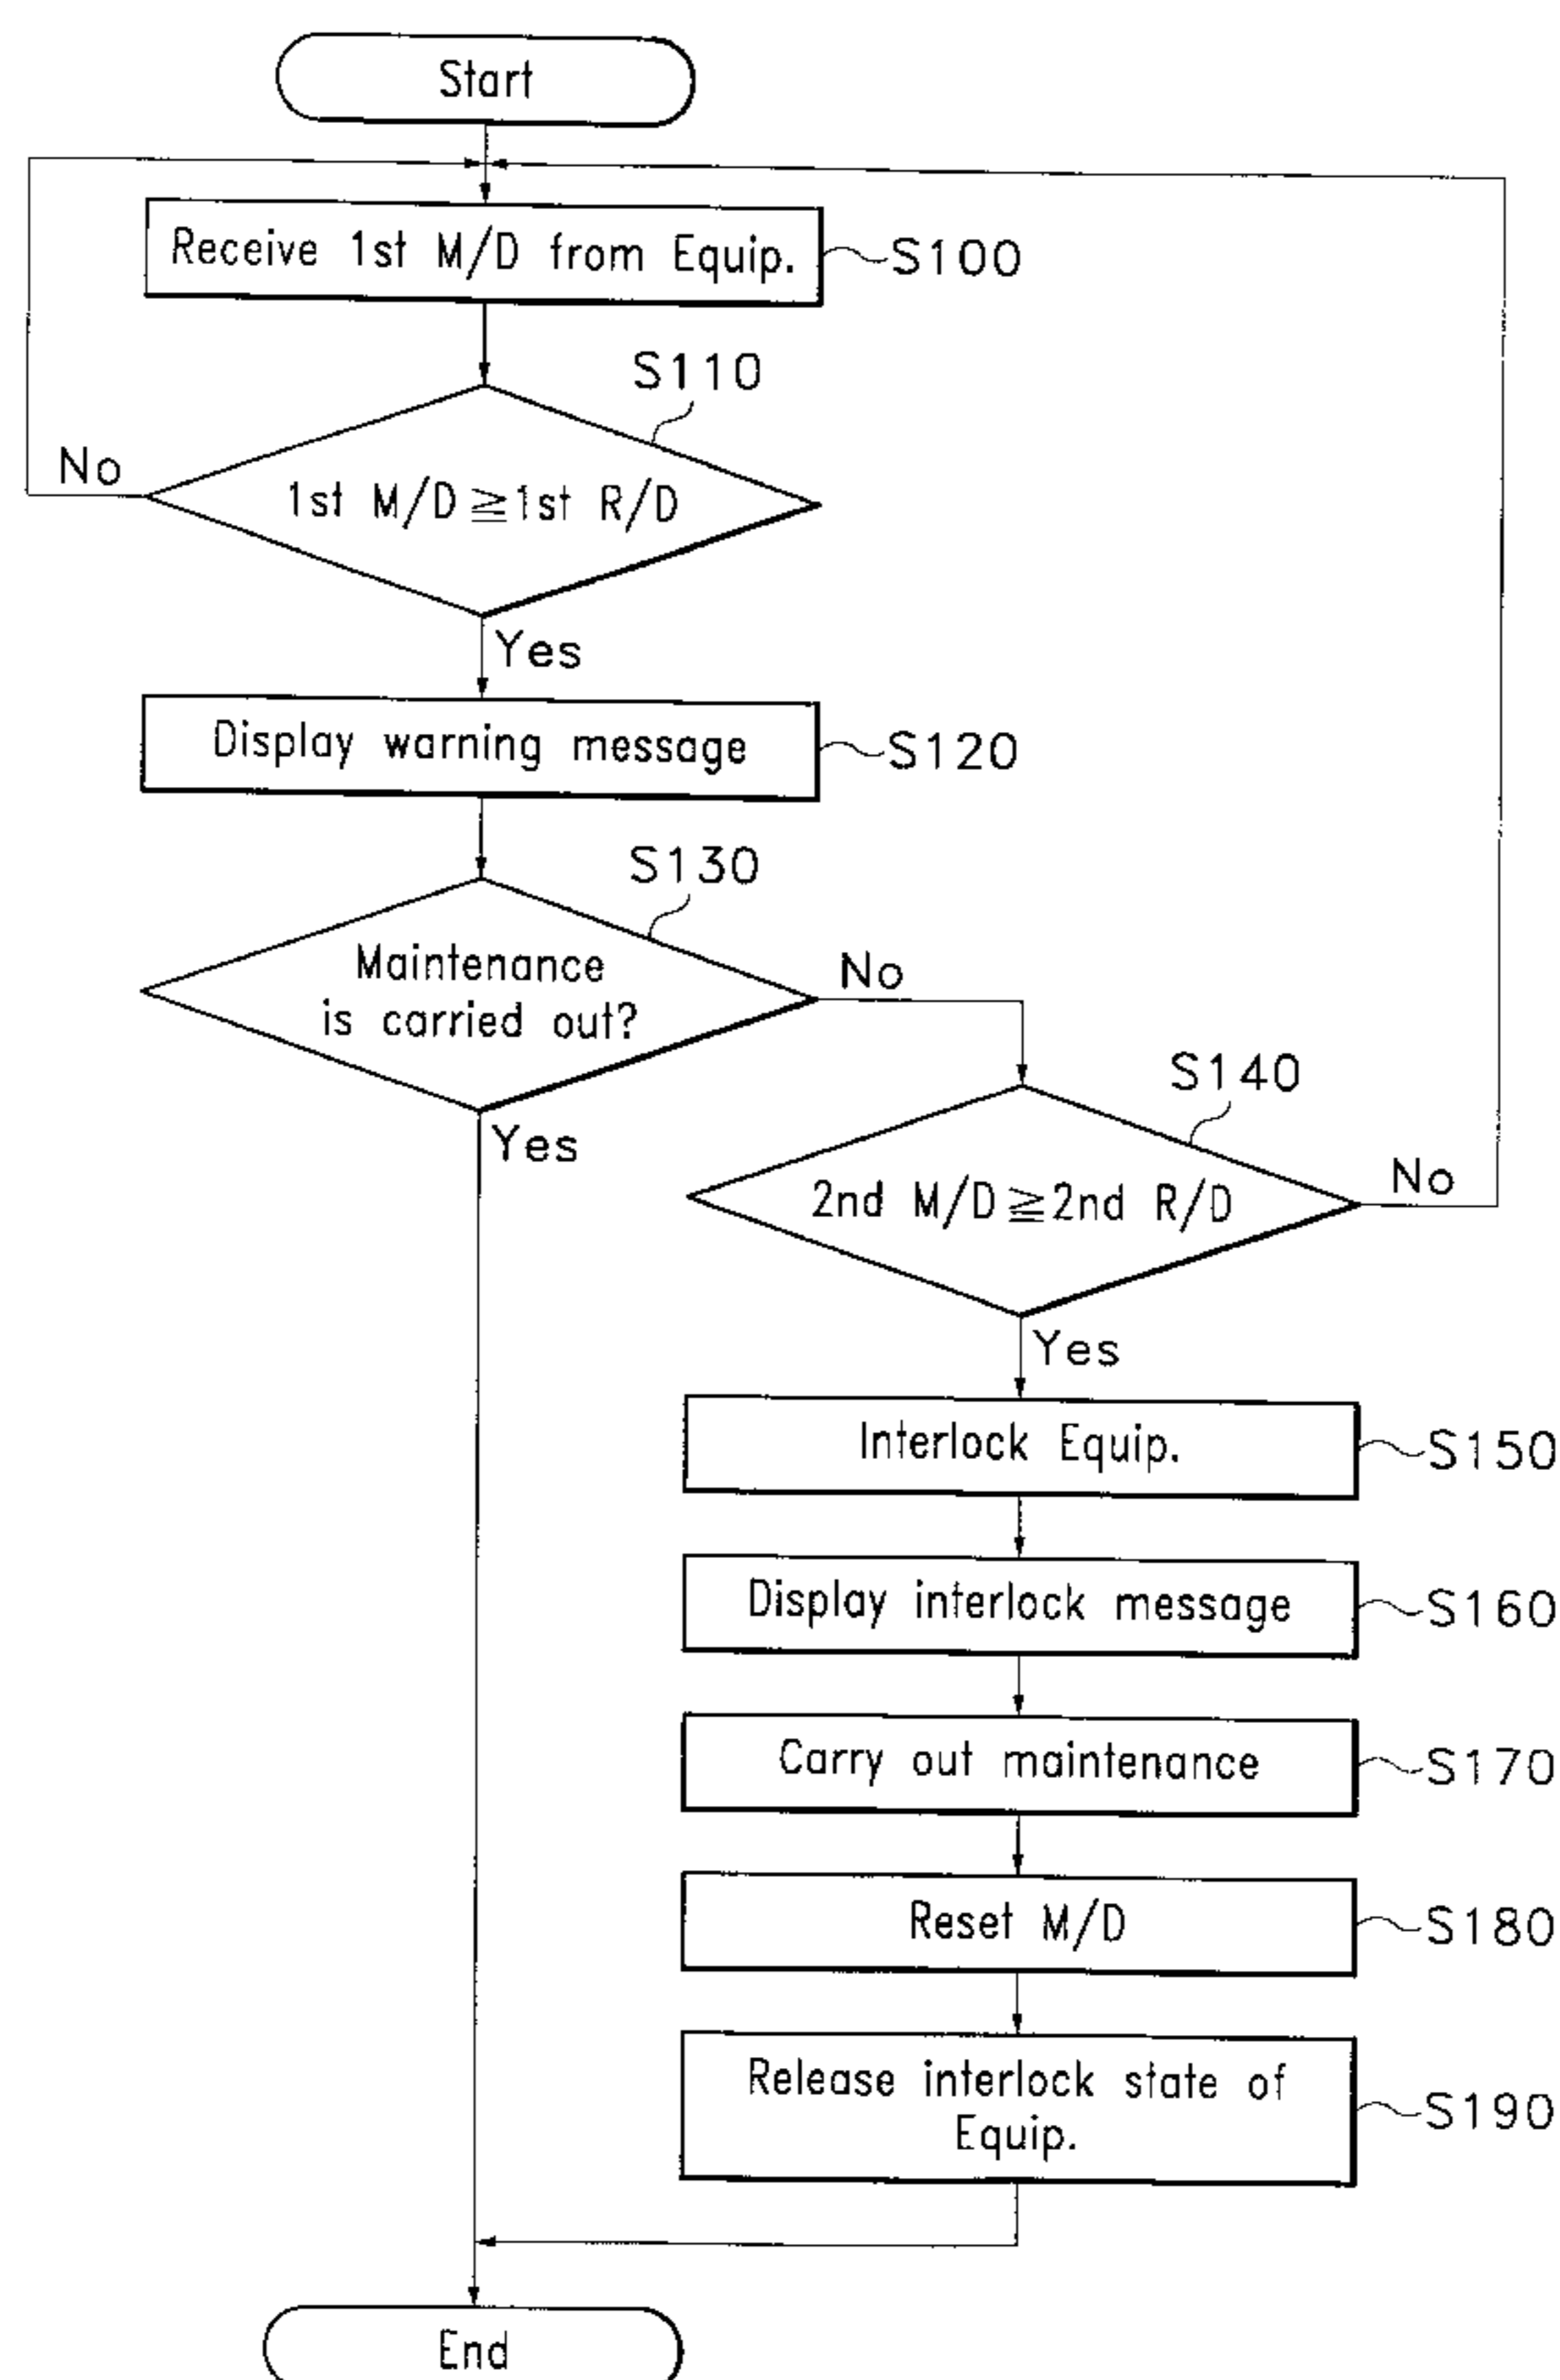 Start
Receive 1st M/D from Equip.
S100
S110
No
1st M/D≧1st R/D
Yes
Display warning message
S120
S130
Maintenance
is carried out?
No
Yes
S140
2nd M/D≧2nd R/D
No
Yes
Interlock Equip.
S150
Display interlock message
S160
Carry out maintenance
S170
Reset M/D
S180
Release interlock state of
Equip.
S190
End